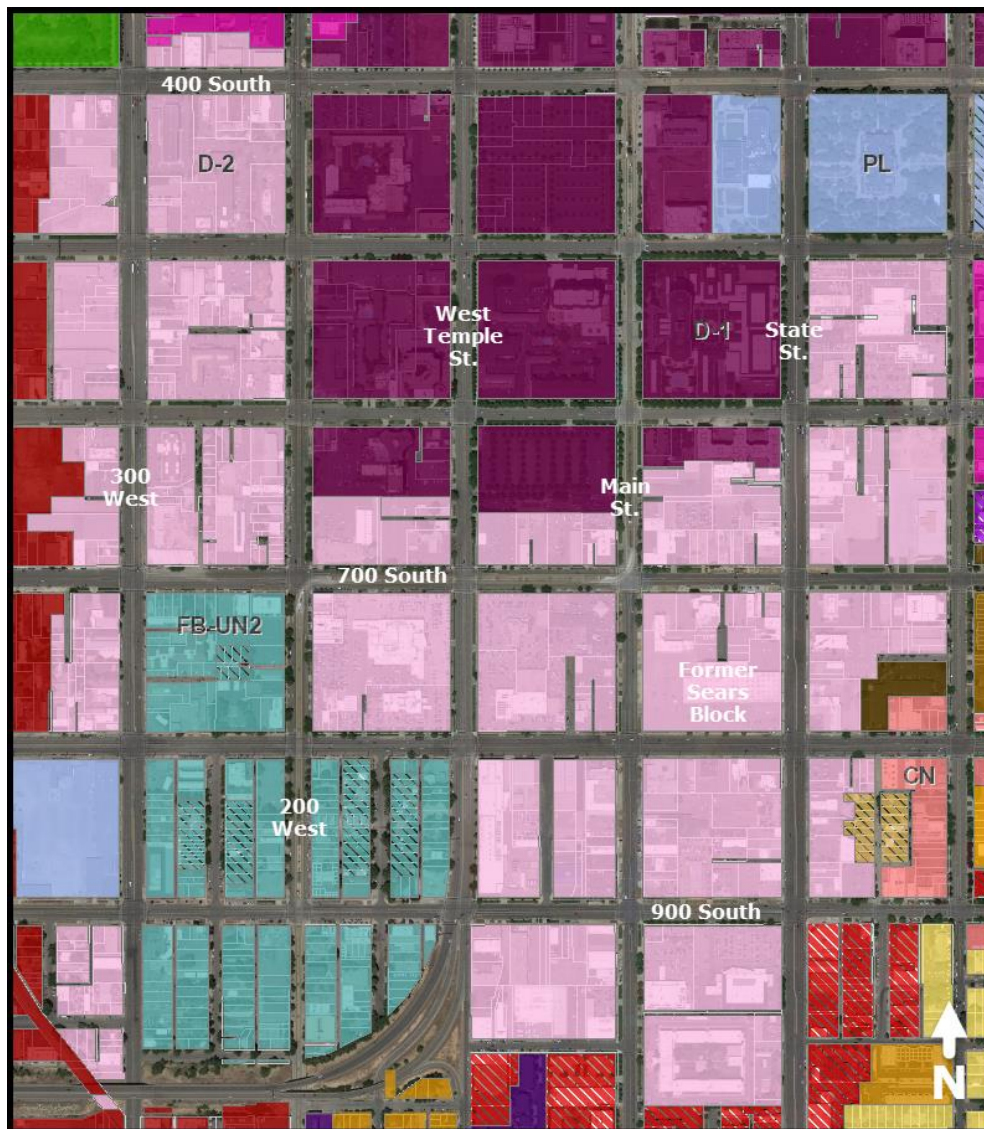 400 South
D-2
PL
West
Temple
St.
D-1
State
St.
300
West
Main
St.
700 South
FB-UN2
Former
Sears
Block
200
West
CN
900 South
N